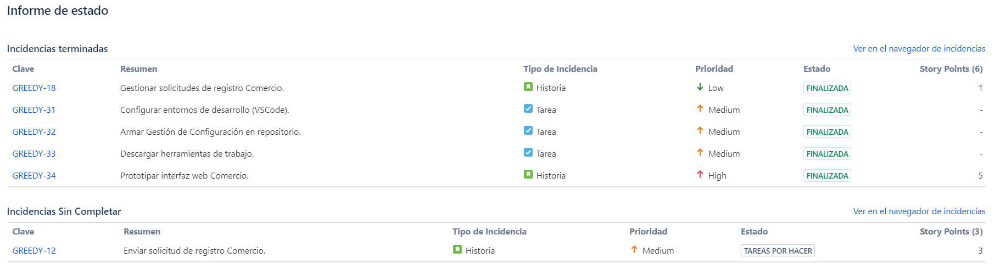 Informe de estado
Incidencias terminadas Ver en el navegador de incidencias
Clave Resumen Tipo de Incidencia Prioridad Estado Story Points (6)
GREEDY-18 Gestionar solicitudes de registro Comercio. Historia Low FINALIZADA 1
GREEDY-31 Configurar entornos de desarrollo (VSCode). Tarea Medium FINALIZADA -
GREEDY-32 Armar Gestión de Configuración en repositorio. Tarea Medium FINALIZADA -
GREEDY-33 Descargar herramientas de trabajo. Tarea Medium FINALIZADA -
GREEDY-34 Prototipar interfaz web Comercio. Historia High FINALIZADA 5
Incidencias Sin Completar Ver en el navegador de incidencias
Clave Resumen Tipo de Incidencia Prioridad Estado Story Points (3)
GREEDY-12 Enviar solicitud de registro Comercio. Historia Medium TAREAS POR HACER 3